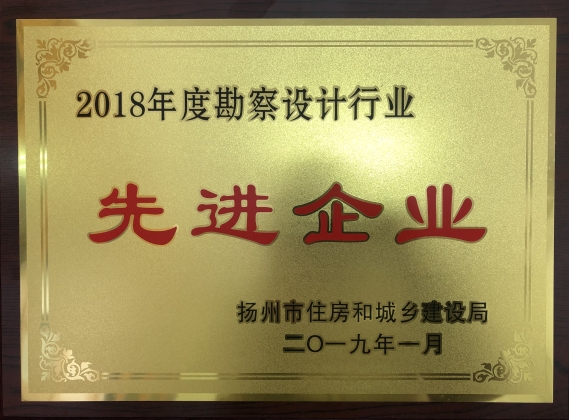 2018年度勘察设计行业
先进企业
扬州市住房和城乡建设局
二〇一九年一月